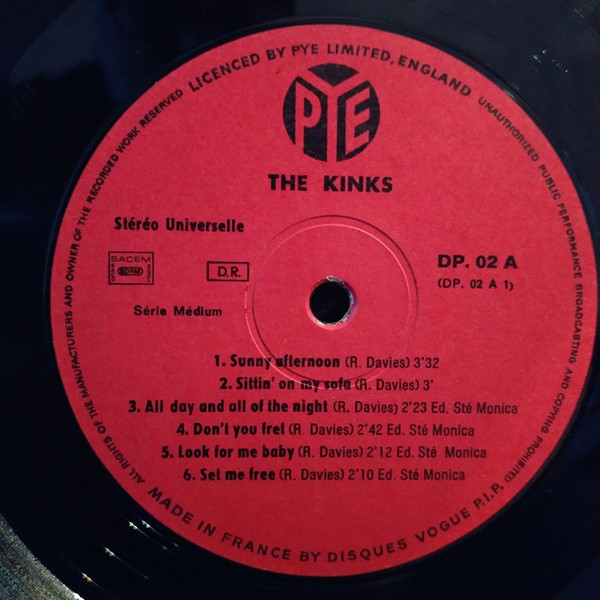 ALL RIGHTS OF THE MANUFACTURERS AND OWNER OF THE RECORDED WORK RESERVED LICENCED BY PYE LIMITED, ENGLAND UNAUTHORIZED PUBLIC PERFORMANCE BROADCASTING AND COPYING PROHIBITED
PYE
THE KINKS
Stéréo Universelle
DP. 02 A
(DP. 02 A 1)
SACEM
SDRM
D.R.
Série Médium
1. Sunny afternoon (R. Davies) 3'32
2. Sittin' on my sofa (R. Davies) 3'
3. All day and all of the night (R. Davies) 2'23 Ed. Sté Monica
4. Don't you fret (R. Davies) 2'42 Ed. Sté Monica
5. Look for me baby (R. Davies) 2'12 Ed. Sté Monica
6. Set me free (R. Davies) 2'10 Ed. Sté Monica
MADE IN FRANCE BY DISQUES VOGUE P.I.P.